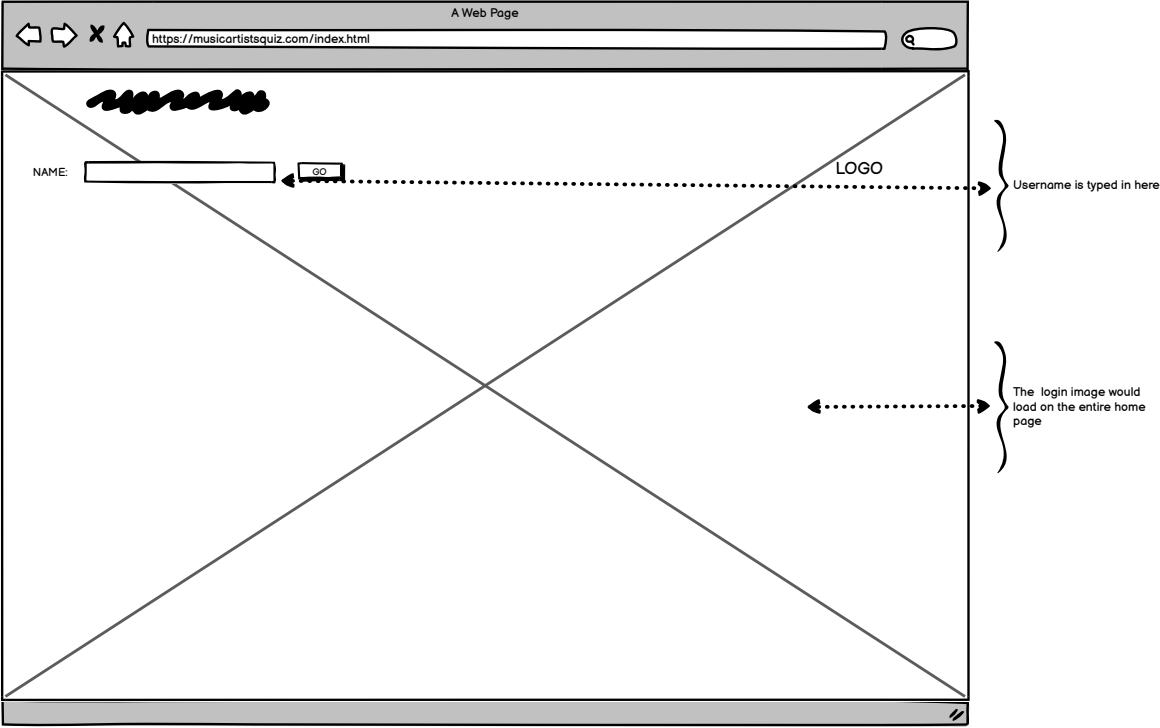 A Web Page
https://musicartistsquiz.com/index.html
NAME:
GO
LOGO
Username is typed in here
The login image would
load on the entire home
page